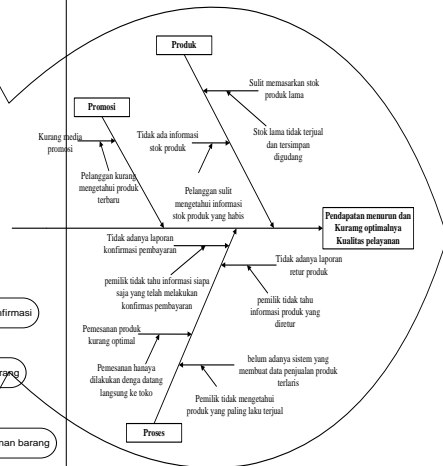 Produk
Sulit memasarkan stok
produk lama
Promosi
Kurang media
promosi
Tidak ada informasi
stok produk
Stok lama tidak terjual
dan tersimpan
digudang
Pelanggan kurang
mengetahui produk
terbaru
Pelanggan sulit
mengetahui informasi
stok produk yang habis
Pendapatan menurun dan
Kuramg optimalnya
Kualitas pelayanan
Tidak adanya laporan
konfirmasi pembayaran
Tidak adanya laporan
retur produk
pemilik tidak tahu informasi siapa
saja yang telah melakukan
konfirmas pembayaran
pemilik tidak tahu
informasi produk yang
diretur
Pemesanan produk
kurang optimal
Pemesanan hanaya
dilakukan denga datang
langsung ke toko
belum adanya sistem yang
membuat data penjualan produk
terlaris
Pemilik tidak mengetahui
produk yang paling laku terjual
Proses
nfirmasi
rang
nan barang